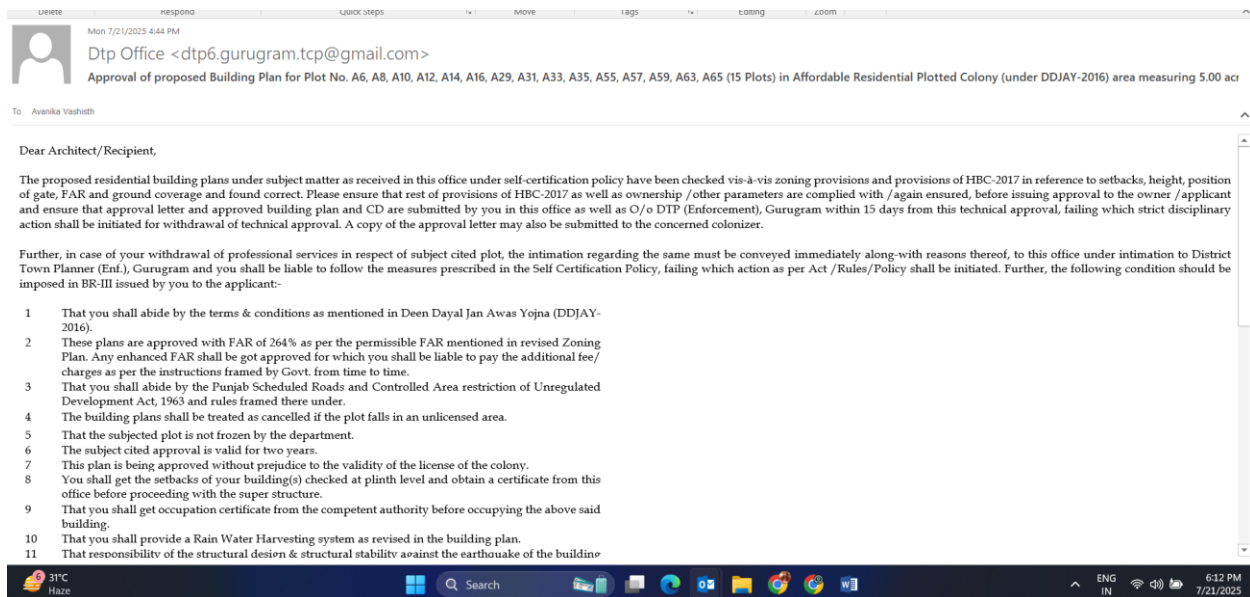 Delete Respond Quick Steps Move Tags Editing Zoom
Mon 7/21/2025 4:44 PM
Dtp Office <dtp6.gurugram.tcp@gmail.com>
Approval of proposed Building Plan for Plot No. A6, A8, A10, A12, A14, A16, A29, A31, A33, A35, A55, A57, A59, A63, A65 (15 Plots) in Affordable Residential Plotted Colony (under DDJAY-2016) area measuring 5.00 acr
To Avanika Vashisth
Dear Architect/Recipient,
The proposed residential building plans under subject matter as received in this office under self-certification policy have been checked vis-à-vis zoning provisions and provisions of HBC-2017 in reference to setbacks, height, position
of gate, FAR and ground coverage and found correct. Please ensure that rest of provisions of HBC-2017 as well as ownership /other parameters are complied with /again ensured, before issuing approval to the owner /applicant
and ensure that approval letter and approved building plan and CD are submitted by you in this office as well as O/o DTP (Enforcement), Gurugram within 15 days from this technical approval, failing which strict disciplinary
action shall be initiated for withdrawal of technical approval. A copy of the approval letter may also be submitted to the concerned colonizer.
Further, in case of your withdrawal of professional services in respect of subject cited plot, the intimation regarding the same must be conveyed immediately along-with reasons thereof, to this office under intimation to District
Town Planner (Enf.), Gurugram and you shall be liable to follow the measures prescribed in the Self Certification Policy, failing which action as per Act /Rules/Policy shall be initiated. Further, the following condition should be
imposed in BR-III issued by you to the applicant:-
1 That you shall abide by the terms & conditions as mentioned in Deen Dayal Jan Awas Yojna (DDJAY-
2016).
2 These plans are approved with FAR of 264% as per the permissible FAR mentioned in revised Zoning
Plan. Any enhanced FAR shall be got approved for which you shall be liable to pay the additional fee/
charges as per the instructions framed by Govt. from time to time.
3 That you shall abide by the Punjab Scheduled Roads and Controlled Area restriction of Unregulated
Development Act, 1963 and rules framed there under.
4 The building plans shall be treated as cancelled if the plot falls in an unlicensed area.
5 That the subjected plot is not frozen by the department.
6 The subject cited approval is valid for two years.
7 This plan is being approved without prejudice to the validity of the license of the colony.
8 You shall get the setbacks of your building(s) checked at plinth level and obtain a certificate from this
office before proceeding with the super structure.
9 That you shall get occupation certificate from the competent authority before occupying the above said
building.
10 That you shall provide a Rain Water Harvesting system as revised in the building plan.
11 That responsibility of the structural design & structural stability against the earthquake of the building
6 31°C
Haze
Search
ENG
IN
6:12 PM
7/21/2025